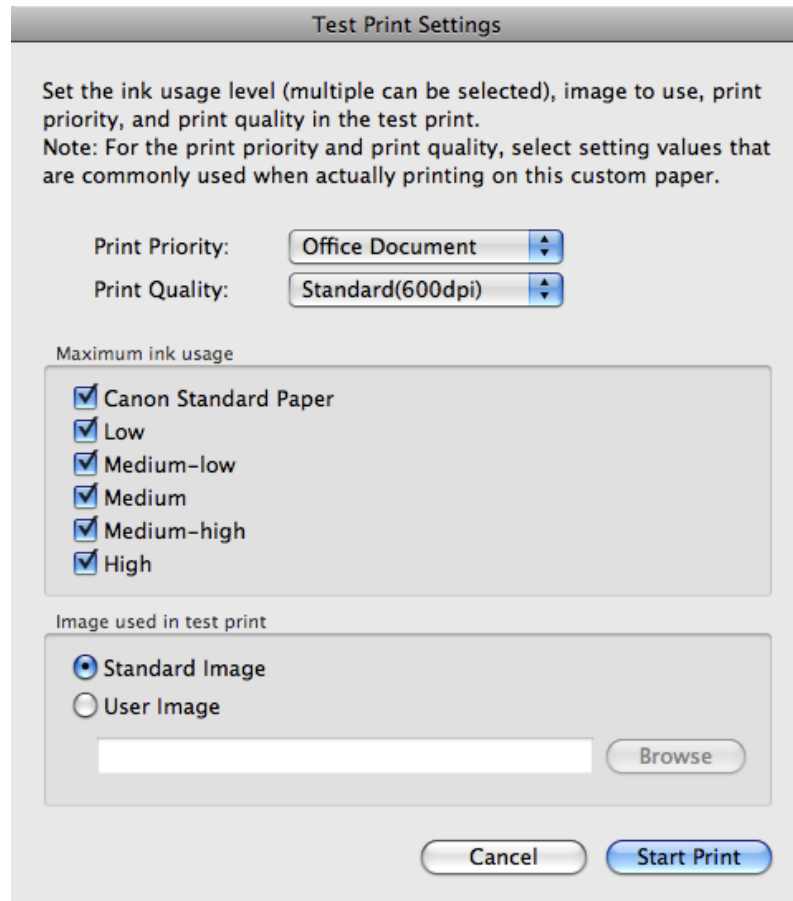 Test Print Settings
Set the ink usage level (multiple can be selected), image to use, print
priority, and print quality in the test print.
Note: For the print priority and print quality, select setting values that
are commonly used when actually printing on this custom paper.
Print Priority: Office Document
Print Quality: Standard(600dpi)
Maximum ink usage
Canon Standard Paper
Low
Medium-low
Medium
Medium-high
High
Image used in test print
Standard Image
User Image
Browse
Cancel Start Print